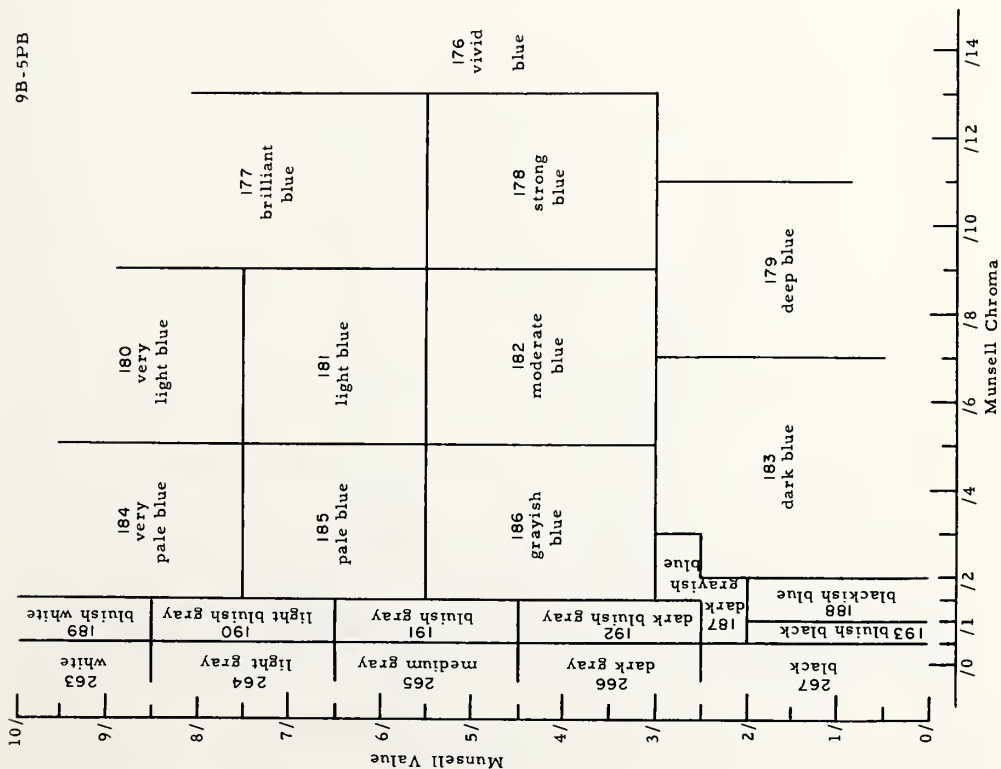 9B-5PB
176
vivid
blue
177
brilliant
blue
178
strong
blue
179
deep blue
180
very
light blue
181
light blue
182
moderate
blue
183
dark blue
184
very
pale blue
185
pale blue
186
grayish
blue
187
dark
grayish
blue
188
blackish blue
189
bluish white
190
light bluish gray
191
bluish gray
192
dark bluish gray
193 bluish black
263
white
264
light gray
265
medium gray
266
dark gray
267
black
10/
9/
8/
7/
6/
5/
4/
3/
2/
1/
0/
Munsell Value
/0
/1
/2
/4
/6
/8
/10
/12
/14
Munsell Chroma